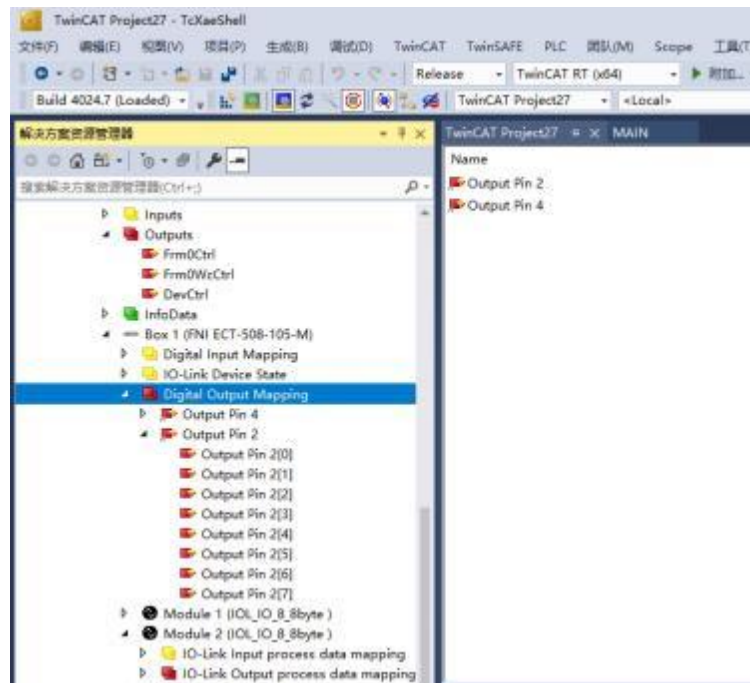 TwinCAT Project27 - TcXaeShell
文件(F) 编辑(E) 视图(V) 项目(P) 生成(B) 调试(D) TwinCAT TwinSAFE PLC 团队(M) Scope 工具(T
Release TwinCAT RT (x64) 附加...
Build 4024.7 (Loaded) TwinCAT Project27 <Local>
解决方案资源管理器
TwinCAT Project27 MAIN
搜索解决方案资源管理器(Ctrl+;)
Name
Output Pin 2
Output Pin 4
Inputs
Outputs
Frm0Ctrl
Frm0WcCtrl
DevCtrl
InfoData
Box 1 (FNI ECT-508-105-M)
Digital Input Mapping
IO-Link Device State
Digital Output Mapping
Output Pin 4
Output Pin 2
Output Pin 2[0]
Output Pin 2[1]
Output Pin 2[2]
Output Pin 2[3]
Output Pin 2[4]
Output Pin 2[5]
Output Pin 2[6]
Output Pin 2[7]
Module 1 (IOL_IO_8_8byte )
Module 2 (IOL_IO_8_8byte )
IO-Link Input process data mapping
IO-Link Output process data mapping